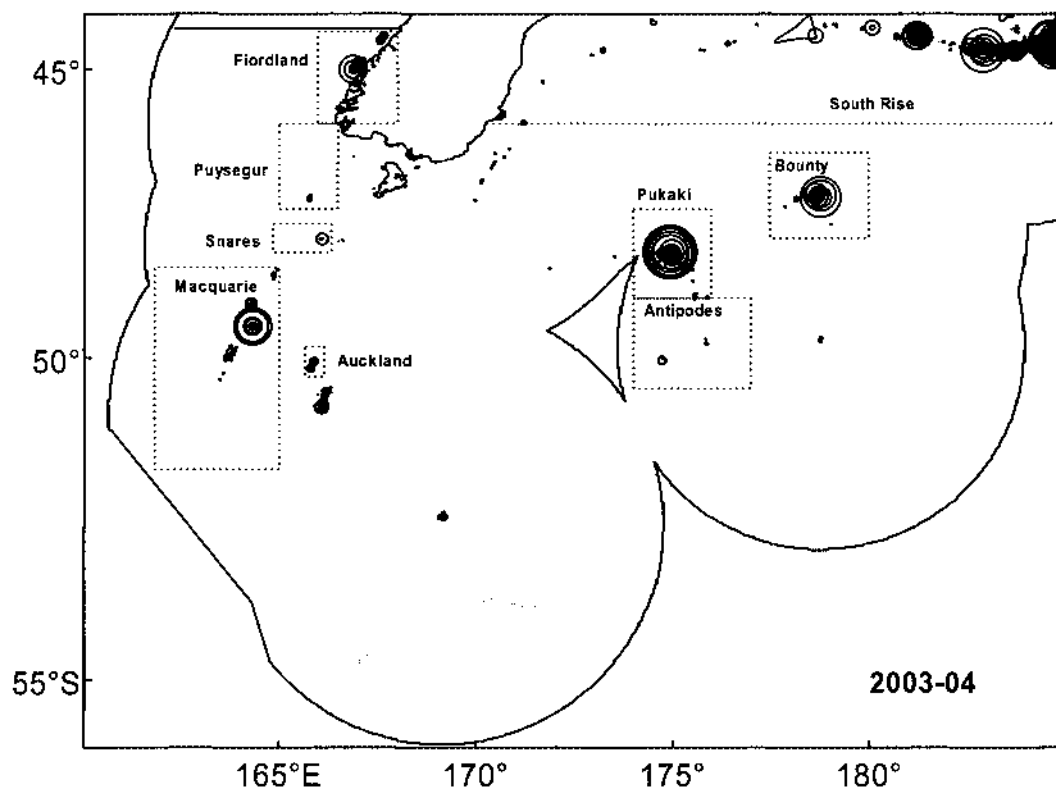 45°
Fiordland
South Rise
Puysegur
Bounty
Pukaki
Snares
Macquarie
Antipodes
50°
Auckland
55°S
2003-04
165°E
170°
175°
180°